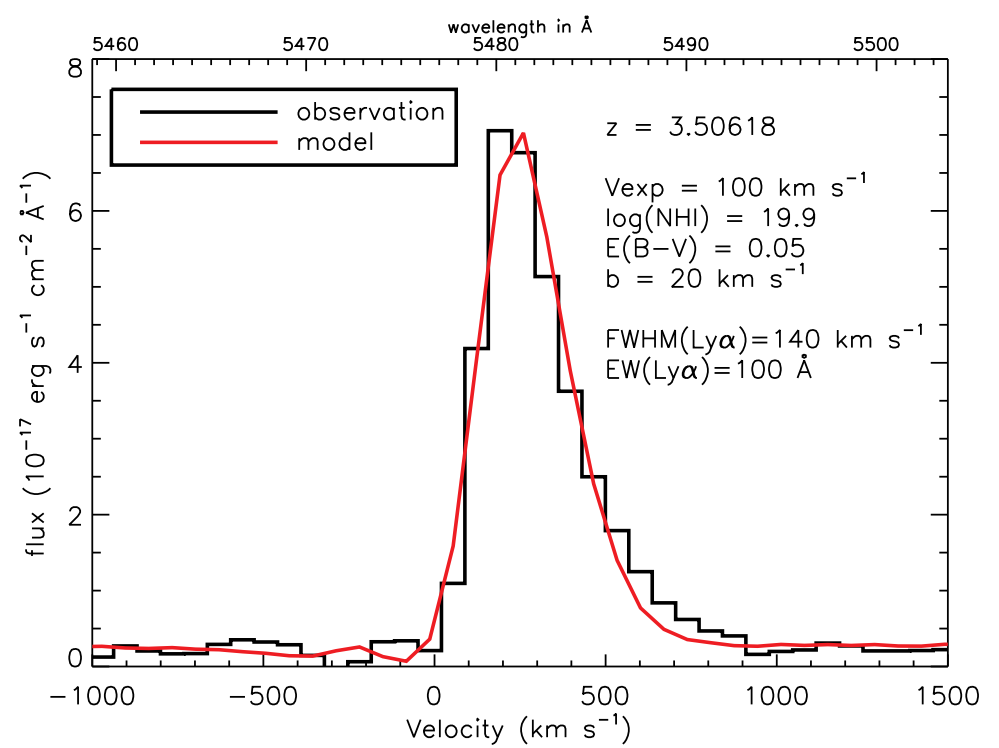 wavelength in Å
5460 5470 5480 5490 5500
observation
model
z = 3.50618
Vexp = 100 km s⁻¹
log(NHI) = 19.9
E(B−V) = 0.05
b = 20 km s⁻¹
FWHM(Lyα)=140 km s⁻¹
EW(Lyα)=100 Å
8
6
4
2
0
flux (10⁻¹⁷ erg s⁻¹ cm⁻² Å⁻¹)
−1000 −500 0 500 1000 1500
Velocity (km s⁻¹)